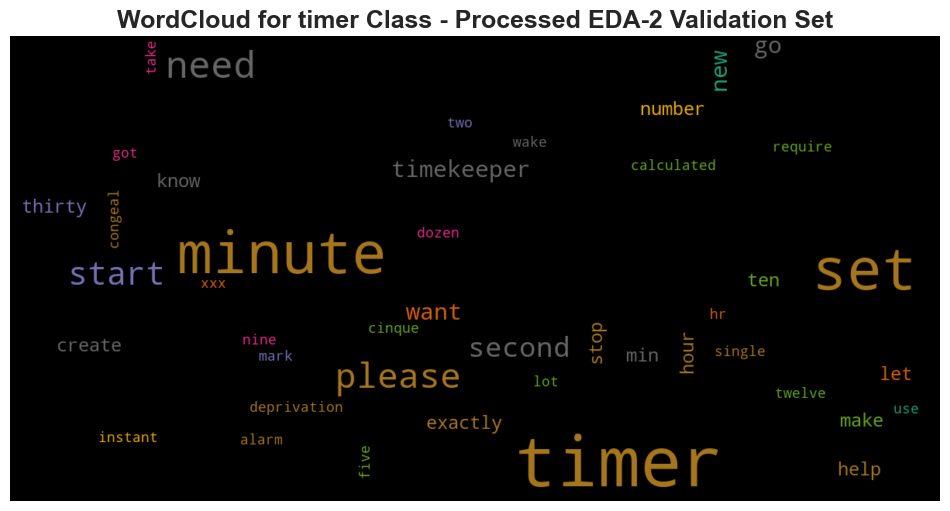 WordCloud for timer Class - Processed EDA-2 Validation Set
take
need
new
go
number
two
wake
require
got
timekeeper
calculated
know
thirty
congeal
dozen
minute
set
start
xxx
ten
want
hr
cinque
nine
create
mark
second
stop
min
hour
single
please
lot
let
twelve
deprivation
use
exactly
make
instant
alarm
five
timer
help